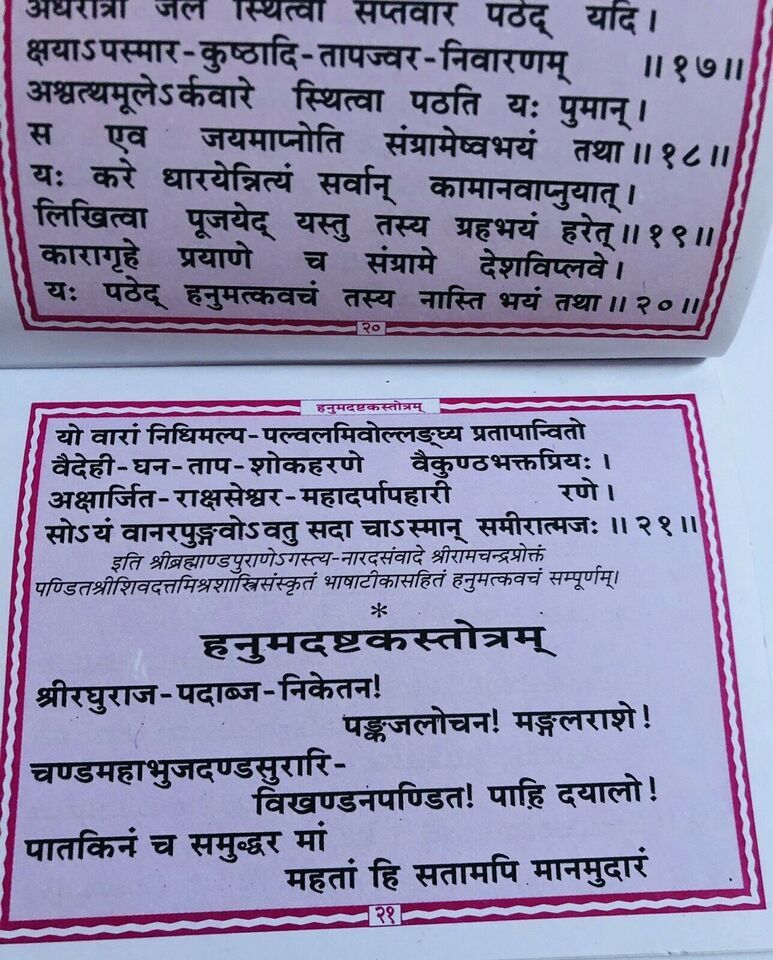 अर्धरात्रौ जले स्थित्वा सप्तवारं पठेद् यदि।
क्षयाऽपस्मार-कुष्ठादि-तापज्वर-निवारणम् ॥१७॥
अश्वत्थमूलेऽर्कवारे स्थित्वा पठति यः पुमान्।
स एव जयमाप्नोति संग्रामेष्वभयं तथा॥१८॥
यः करे धारयेन्नित्यं सर्वान् कामानवाप्नुयात्।
लिखित्वा पूजयेद् यस्तु तस्य ग्रहभयं हरेत्॥१९॥
कारागृहे प्रयाणे च संग्रामे देशविप्लवे।
यः पठेद् हनुमत्कवचं तस्य नास्ति भयं तथा॥२०॥
२०
हनुमदष्टकस्तोत्रम्
यो वारां निधिमल्प-पल्वलमिवोल्लङ्घ्य प्रतापान्वितो
वैदेही-घन-ताप-शोकहरणे वैकुण्ठभक्तप्रियः।
अक्षार्जित-राक्षसेश्वर-महादर्पापहारी रणे।
सोऽयं वानरपुङ्गवोऽवतु सदा चाऽस्मान् समीरात्मजः॥२१॥
इति श्रीब्रह्माण्डपुराणेऽगस्त्य-नारदसंवादे श्रीरामचन्द्रप्रोक्तं
पण्डितश्रीशिवदत्तमिश्रशास्त्रिसंस्कृतं भाषाटीकासहितं हनुमत्कवचं सम्पूर्णम्।
*
हनुमदष्टकस्तोत्रम्
श्रीरघुराज-पदाब्ज-निकेतन!
पङ्कजलोचन! मङ्गलराशे!
चण्डमहाभुजदण्डसुरारि-
विखण्डनपण्डित! पाहि दयालो!
पातकिनं च समुद्धर मां
महतां हि सतामपि मानमुदारं
२१